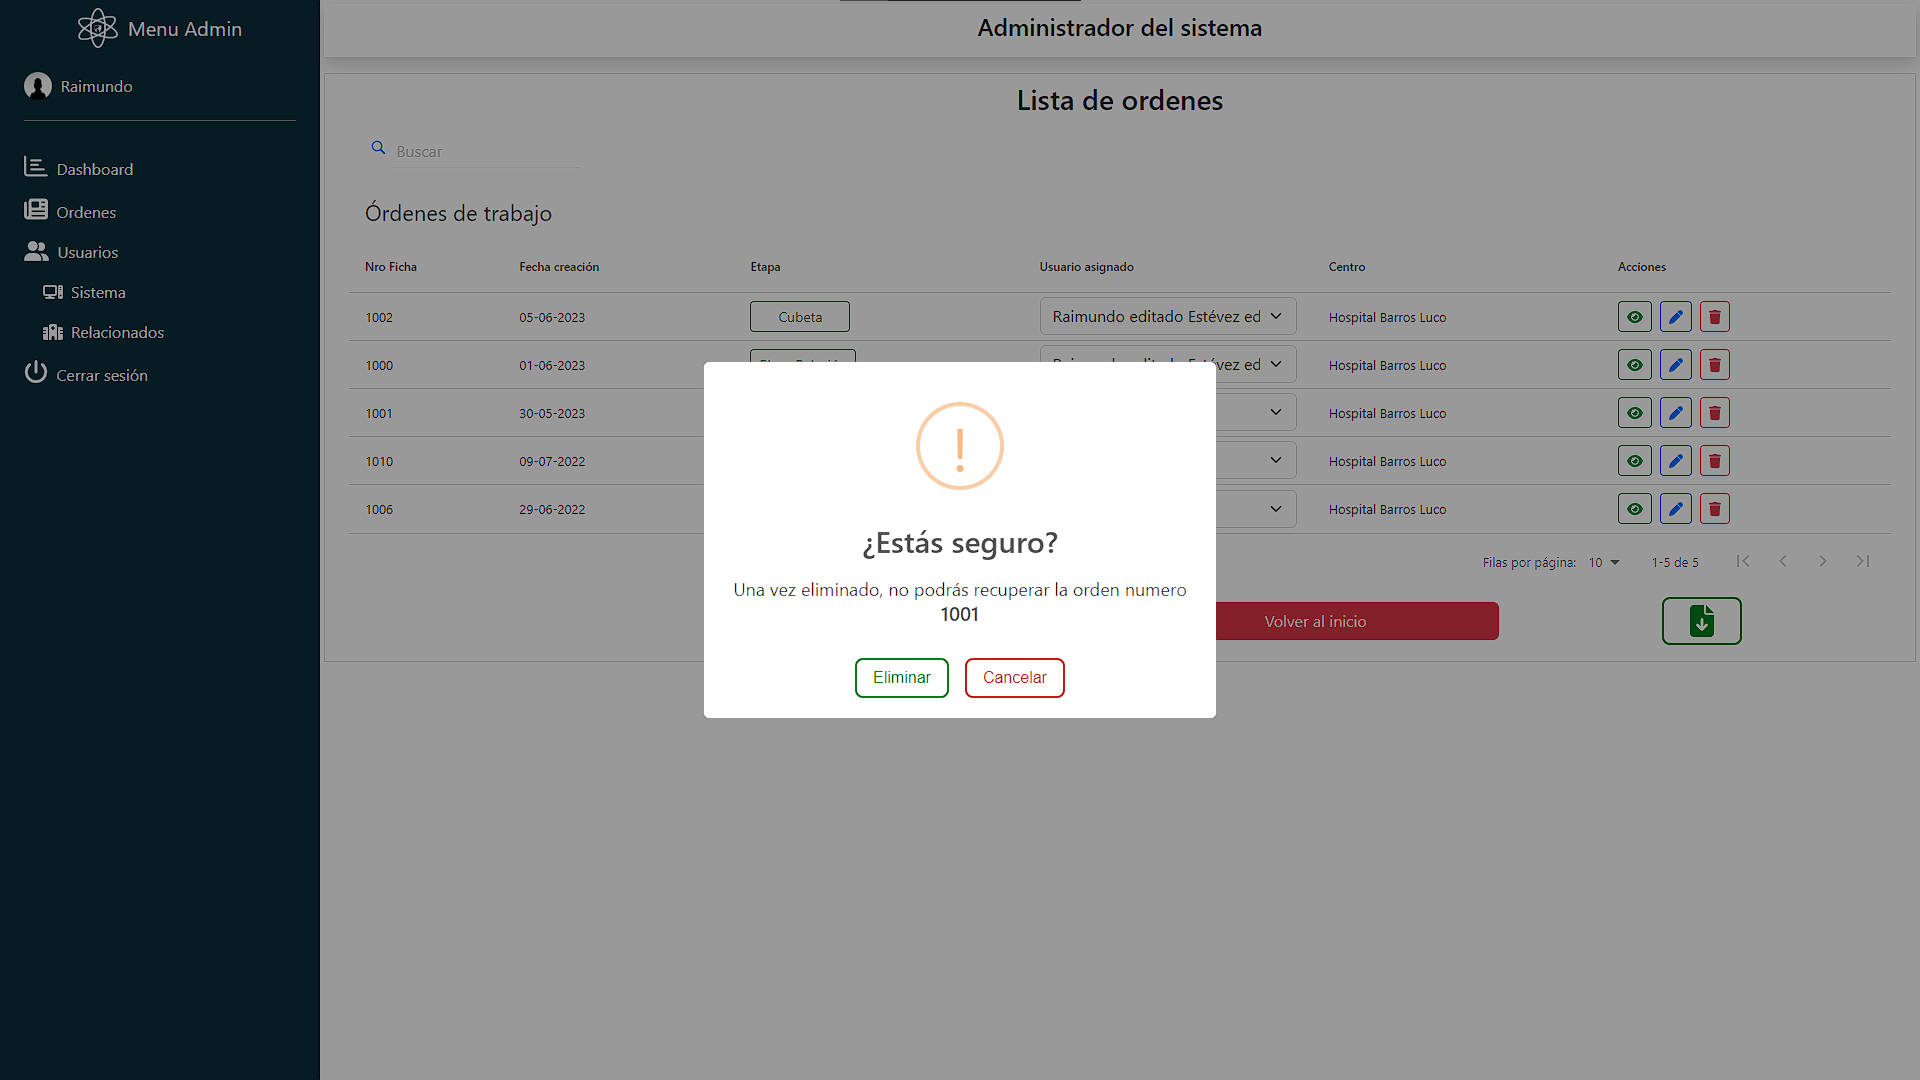 Menu Admin
Administrador del sistema
Raimundo
Lista de ordenes
Buscar
Dashboard
Ordenes
Usuarios
Sistema
Relacionados
Cerrar sesión
Órdenes de trabajo
Nro Ficha Fecha creación Etapa Usuario asignado Centro Acciones
1002 05-06-2023 Cubeta Raimundo editado Estévez ed Hospital Barros Luco
1000 01-06-2023 Raimundo editado Estévez ed Hospital Barros Luco
1001 30-05-2023 Hospital Barros Luco
1010 09-07-2022 Hospital Barros Luco
1006 29-06-2022 Hospital Barros Luco
Filas por página: 10 1-5 de 5
Volver al inicio
¿Estás seguro?
Una vez eliminado, no podrás recuperar la orden numero
1001
Eliminar Cancelar